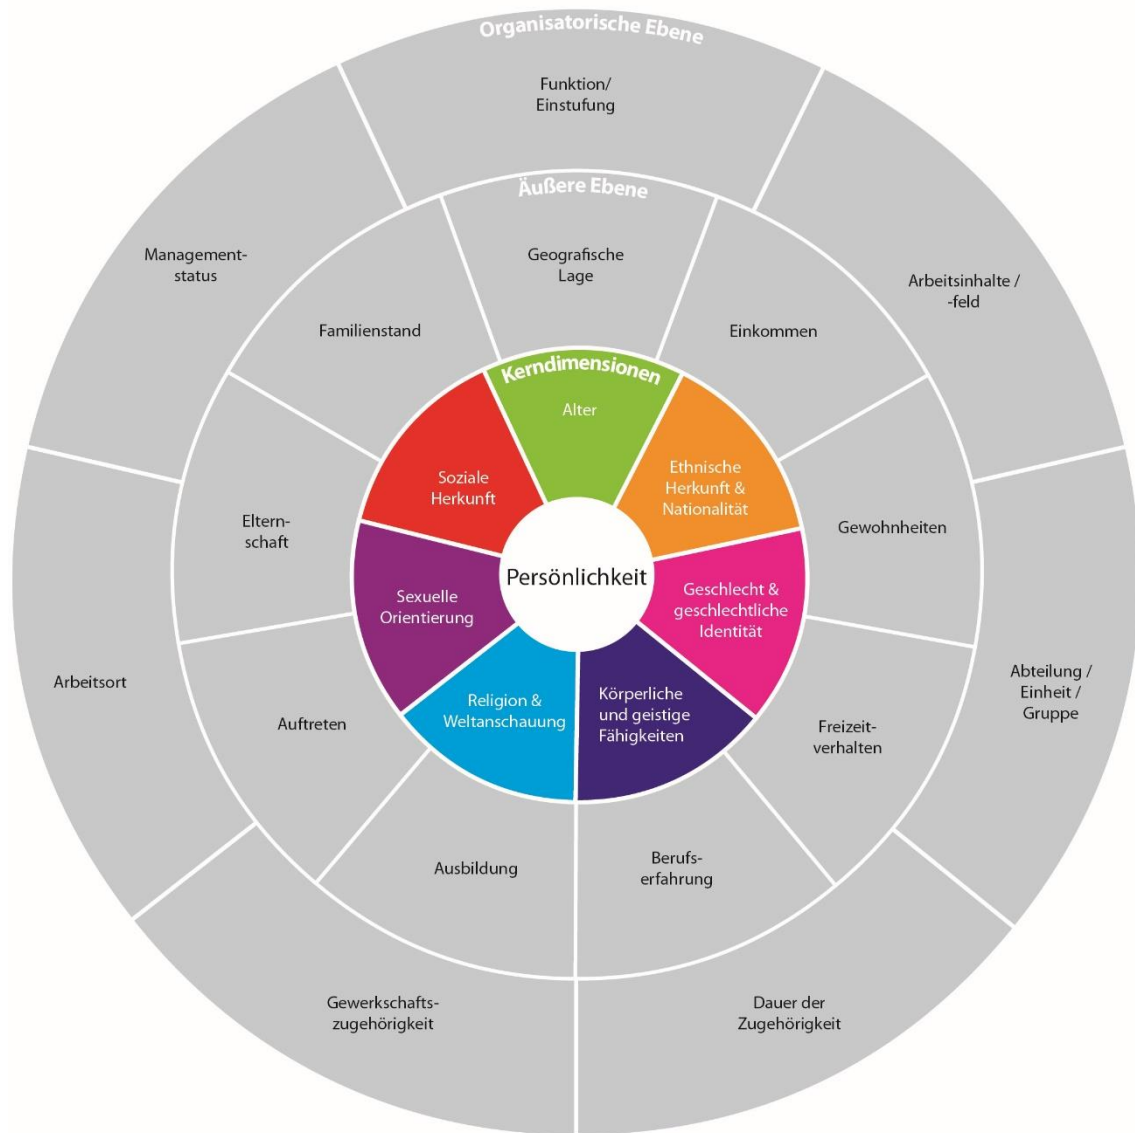 Organisatorische Ebene
Funktion/
Einstufung
Arbeitsinhalte /
-feld
Abteilung /
Einheit /
Gruppe
Dauer der
Zugehörigkeit
Gewerkschafts-
zugehörigkeit
Arbeitsort
Management-
status
Äußere Ebene
Geografische
Lage
Einkommen
Gewohnheiten
Freizeit-
verhalten
Berufs-
erfahrung
Ausbildung
Auftreten
Eltern-
schaft
Familienstand
Kerndimensionen
Alter
Ethnische
Herkunft &
Nationalität
Geschlecht &
geschlechtliche
Identität
Körperliche
und geistige
Fähigkeiten
Religion &
Weltanschauung
Sexuelle
Orientierung
Soziale
Herkunft
Persönlichkeit